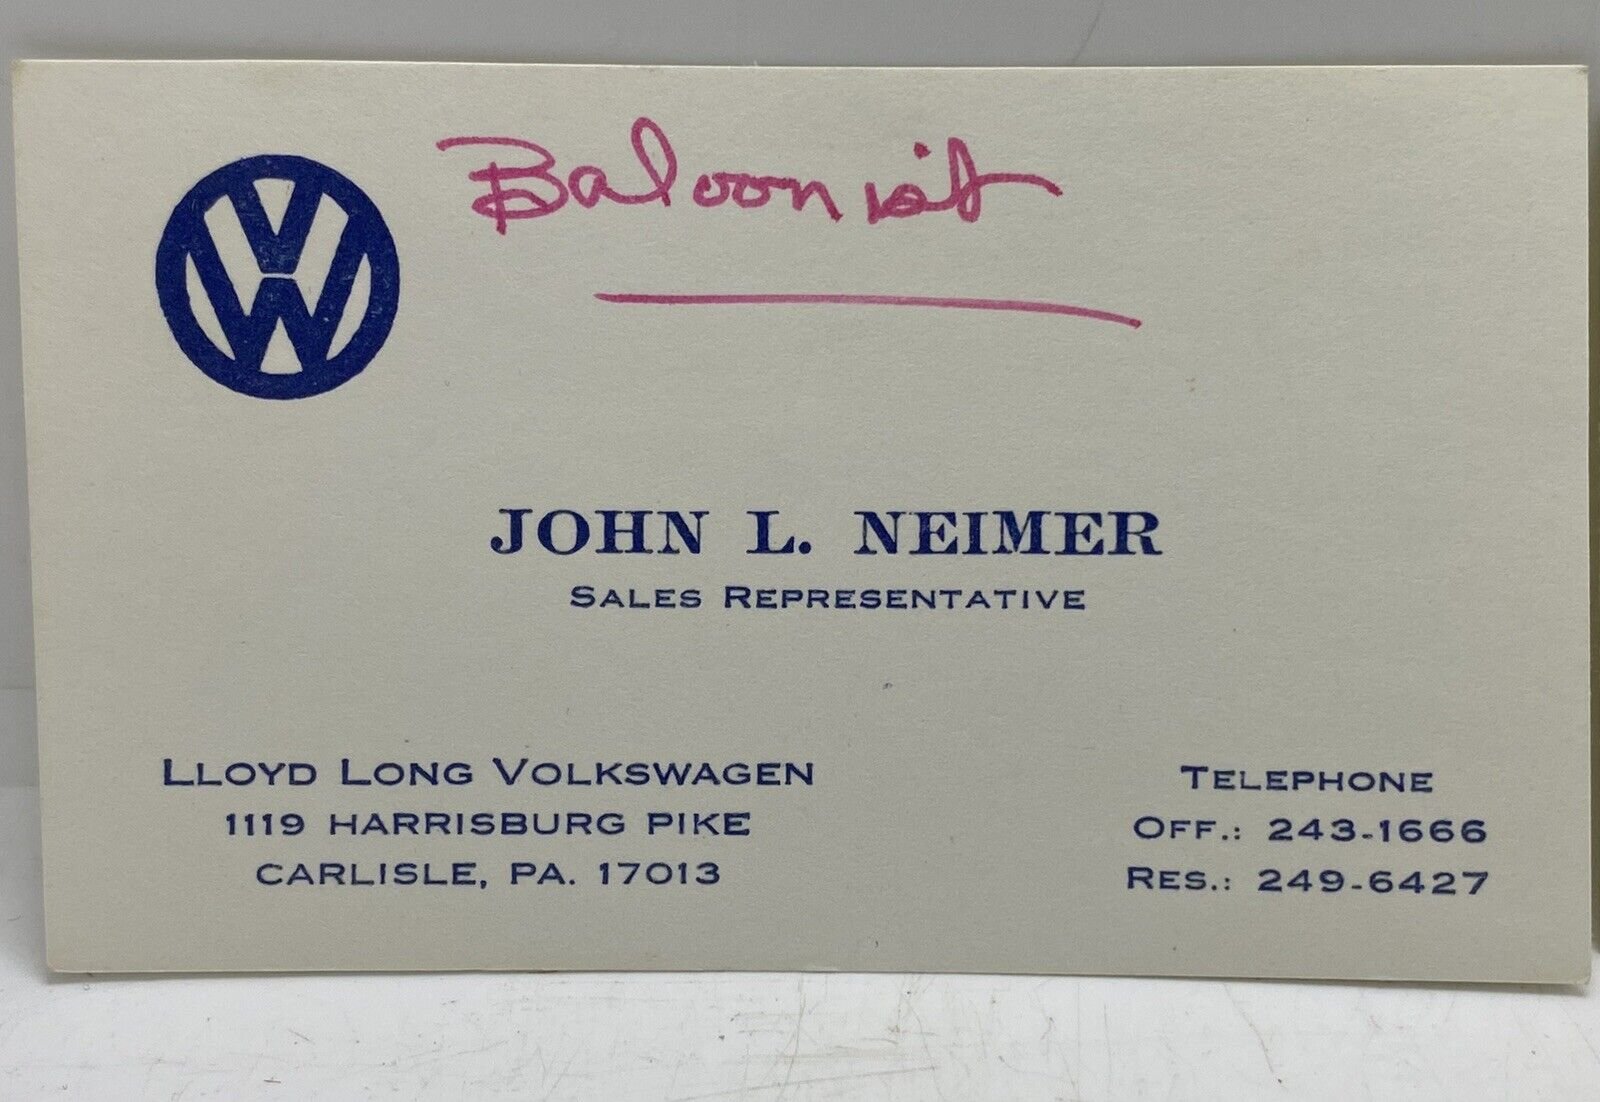 Baloonist
VW
JOHN L. NEIMER
SALES REPRESENTATIVE
LLOYD LONG VOLKSWAGEN
1119 HARRISBURG PIKE
CARLISLE, PA. 17013
TELEPHONE
OFF.: 243-1666
RES.: 249-6427